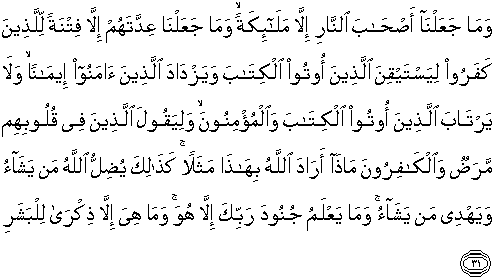 وَمَا جَعَلْنَآ أَصْحَٰبَ ٱلنَّارِ إِلَّا مَلَٰٓئِكَةً ۙ وَمَا جَعَلْنَا عِدَّتَهُمْ إِلَّا فِتْنَةً لِّلَّذِينَ
كَفَرُوا۟ لِيَسْتَيْقِنَ ٱلَّذِينَ أُوتُوا۟ ٱلْكِتَٰبَ وَيَزْدَادَ ٱلَّذِينَ ءَامَنُوٓا۟ إِيمَٰنًا ۙ وَلَا
يَرْتَابَ ٱلَّذِينَ أُوتُوا۟ ٱلْكِتَٰبَ وَٱلْمُؤْمِنُونَ ۙ وَلِيَقُولَ ٱلَّذِينَ فِى قُلُوبِهِم
مَّرَضٌ وَٱلْكَٰفِرُونَ مَاذَآ أَرَادَ ٱللَّهُ بِهَٰذَا مَثَلًا ۚ كَذَٰلِكَ يُضِلُّ ٱللَّهُ مَن يَشَآءُ
وَيَهْدِى مَن يَشَآءُ ۚ وَمَا يَعْلَمُ جُنُودَ رَبِّكَ إِلَّا هُوَ ۚ وَمَا هِىَ إِلَّا ذِكْرَىٰ لِلْبَشَرِ
٣١